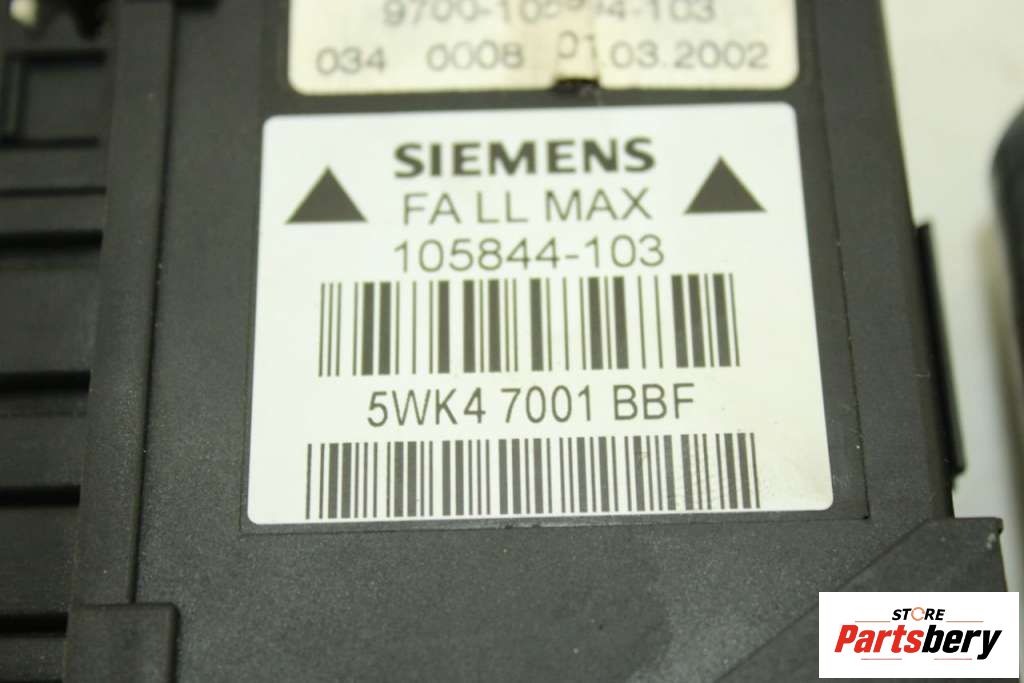 034 0008 01.03.2002
SIEMENS
FA LL MAX
105844-103
5WK4 7001 BBF
STORE
Partsbery